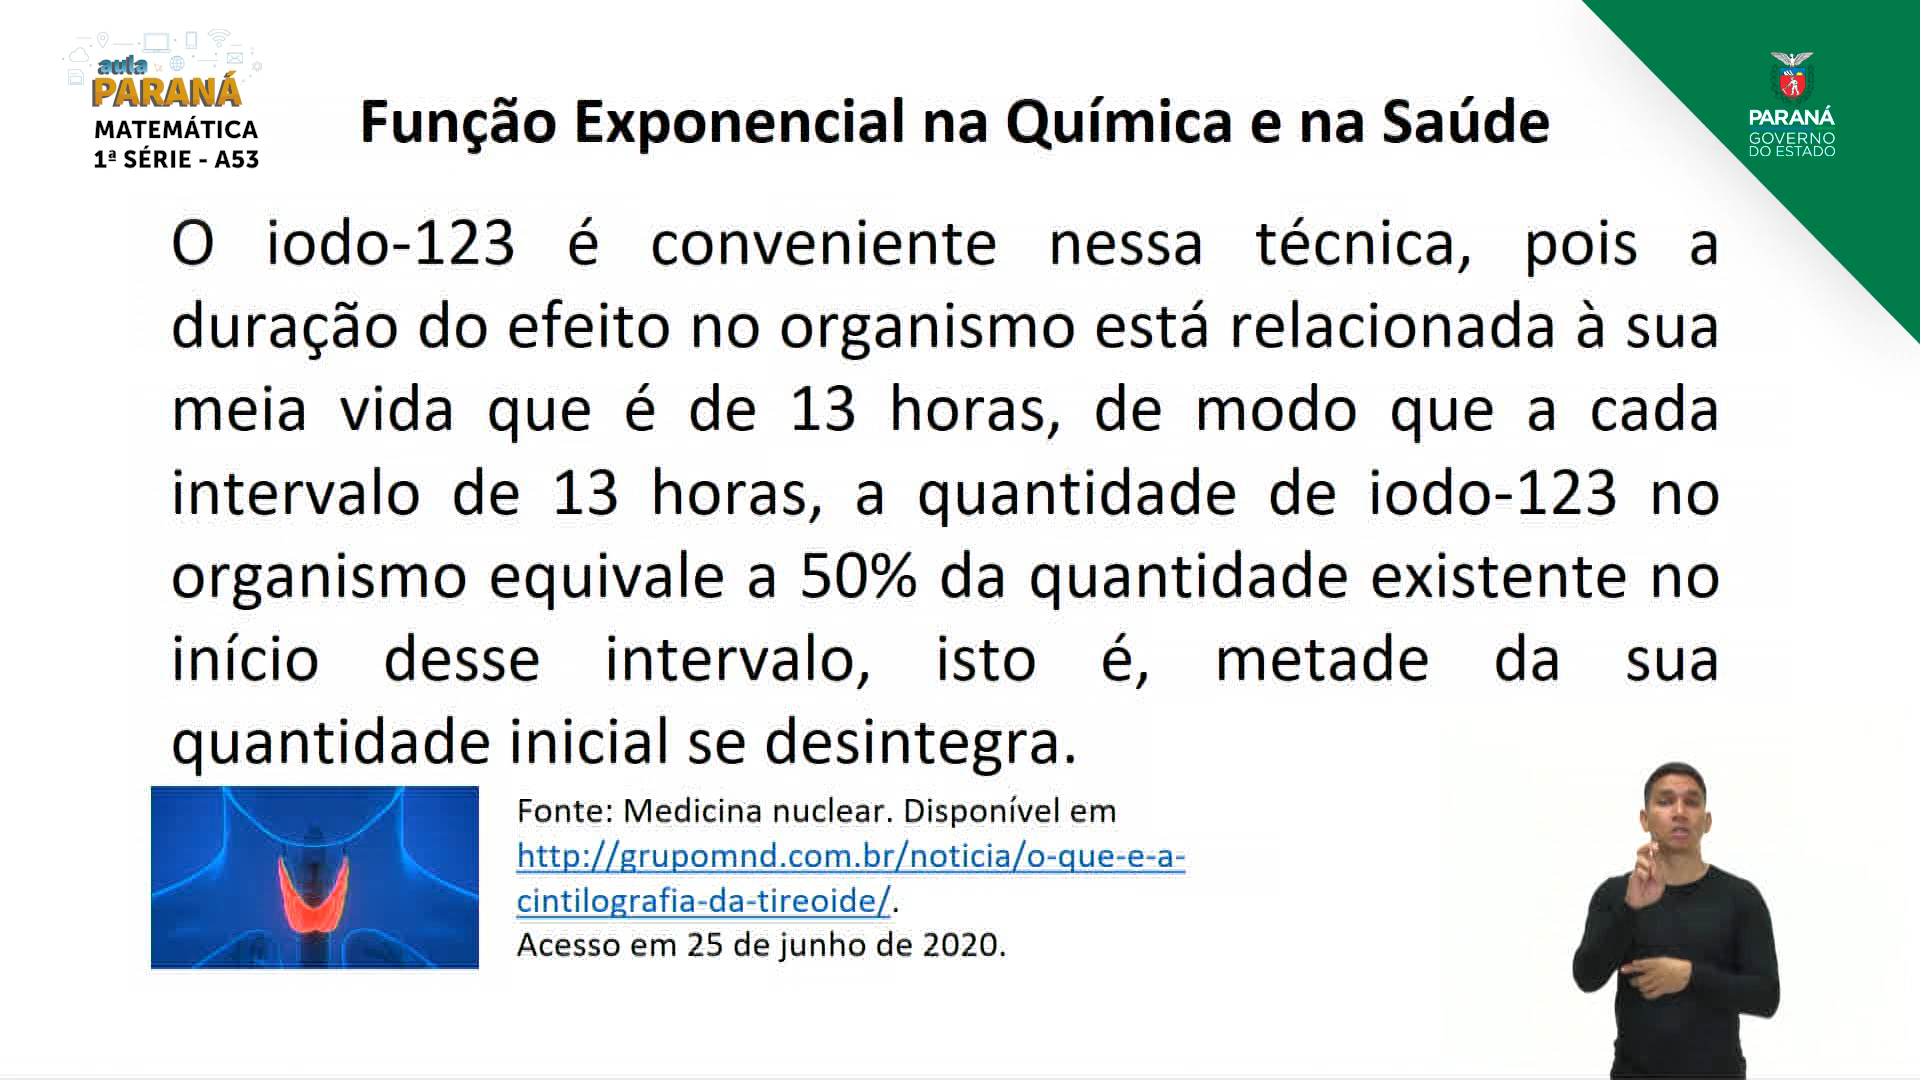 aula
PARANÁ
MATEMÁTICA
1ª SÉRIE - A53
Função Exponencial na Química e na Saúde
PARANÁ
GOVERNO
DO ESTADO
O iodo-123 é conveniente nessa técnica, pois a
duração do efeito no organismo está relacionada à sua
meia vida que é de 13 horas, de modo que a cada
intervalo de 13 horas, a quantidade de iodo-123 no
organismo equivale a 50% da quantidade existente no
início desse intervalo, isto é, metade da sua
quantidade inicial se desintegra.
Fonte: Medicina nuclear. Disponível em
http://grupomnd.com.br/noticia/o-que-e-a-
cintilografia-da-tireoide/.
Acesso em 25 de junho de 2020.